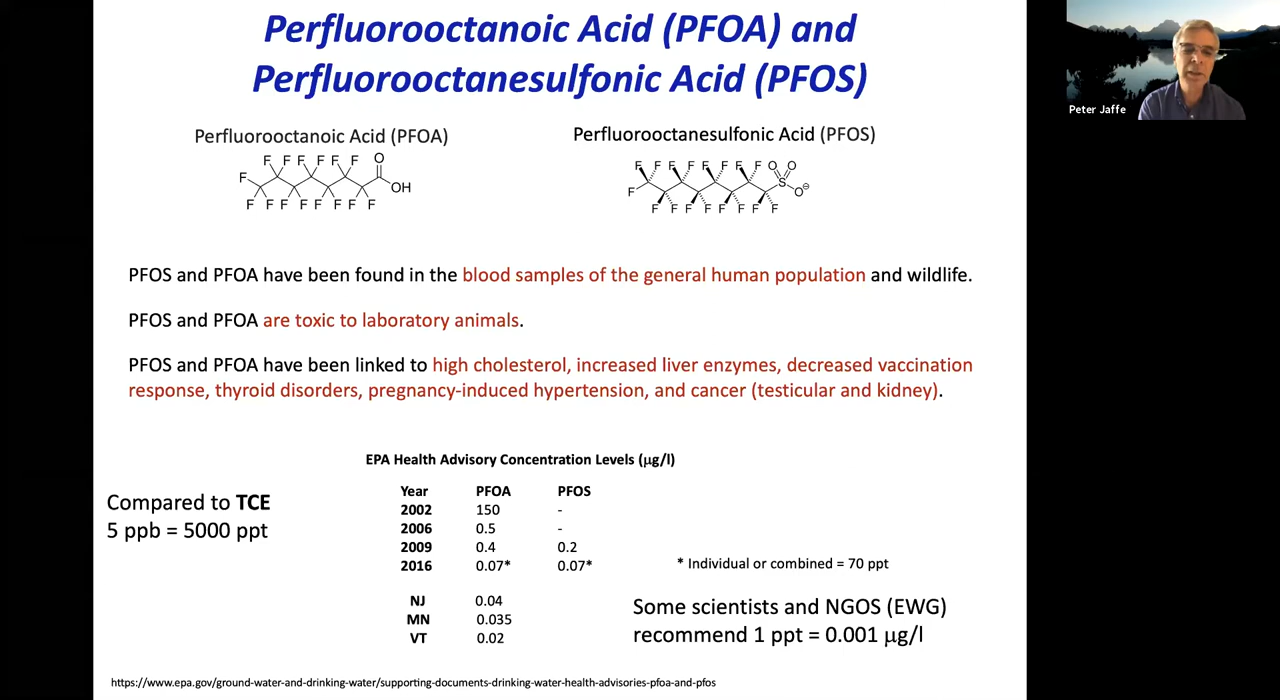 Perfluorooctanoic Acid (PFOA) and
Perfluorooctanesulfonic Acid (PFOS)
Peter Jaffe
Perfluorooctanoic Acid (PFOA)
Perfluorooctanesulfonic Acid (PFOS)
F F F F F F O
F
OH
F F F F F F F
F F F F F F F F O O
S
F
O⊖
F F F F F F F F
PFOS and PFOA have been found in the blood samples of the general human population and wildlife.
PFOS and PFOA are toxic to laboratory animals.
PFOS and PFOA have been linked to high cholesterol, increased liver enzymes, decreased vaccination
response, thyroid disorders, pregnancy-induced hypertension, and cancer (testicular and kidney).
EPA Health Advisory Concentration Levels (µg/l)
Compared to TCE
5 ppb = 5000 ppt
Year PFOA PFOS
2002 150 -
2006 0.5 -
2009 0.4 0.2
2016 0.07* 0.07*
* Individual or combined = 70 ppt
NJ 0.04
MN 0.035
VT 0.02
Some scientists and NGOS (EWG)
recommend 1 ppt = 0.001 µg/l
https://www.epa.gov/ground-water-and-drinking-water/supporting-documents-drinking-water-health-advisories-pfoa-and-pfos